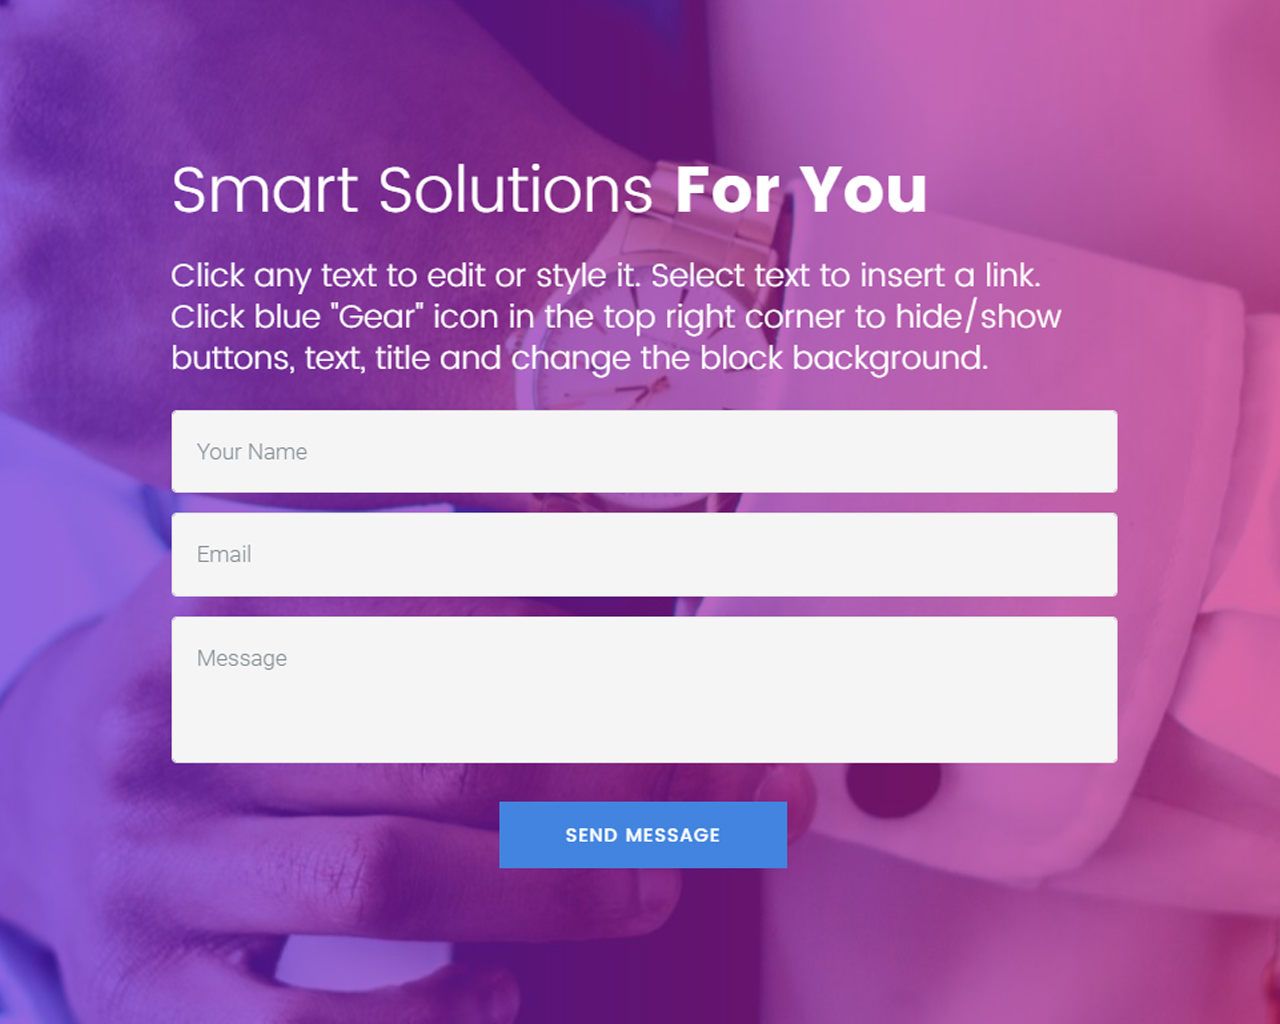 Smart Solutions For You
Click any text to edit or style it. Select text to insert a link.
Click blue "Gear" icon in the top right corner to hide/show
buttons, text, title and change the block background.
Your Name
Email
Message
SEND MESSAGE